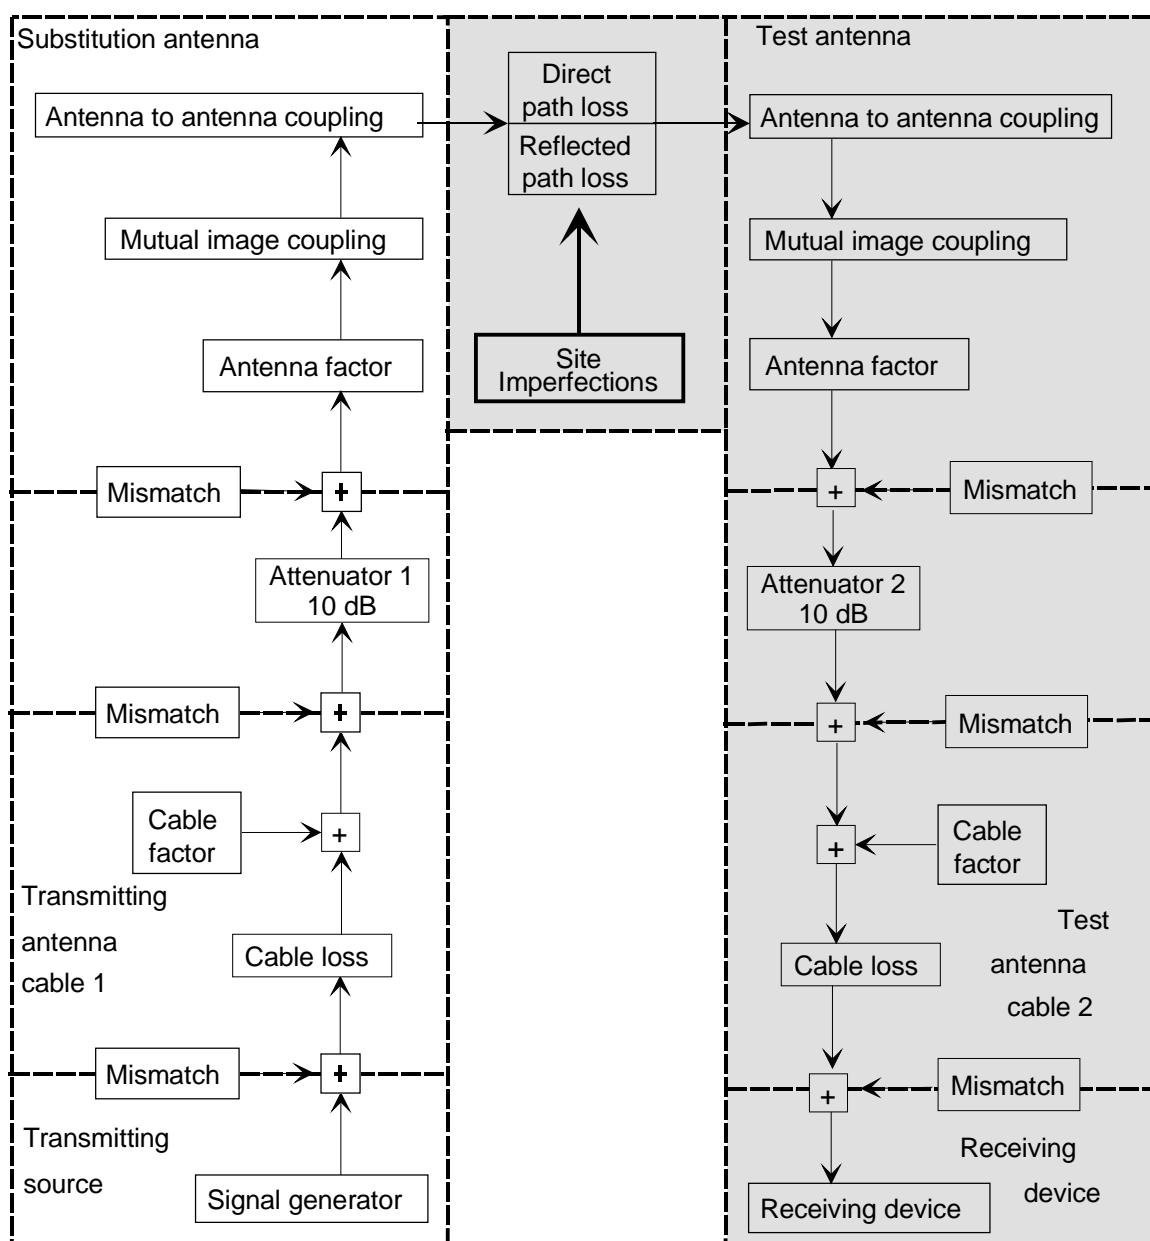 Substitution antenna
Antenna to antenna coupling
Mutual image coupling
Antenna factor
Mismatch
+
Attenuator 1
10 dB
Mismatch
+
Cable
factor
+
Transmitting
antenna
cable 1
Cable loss
Mismatch
+
Transmitting
source
Signal generator
Direct
path loss
Reflected
path loss
Site
Imperfections
Test antenna
Antenna to antenna coupling
Mutual image coupling
Antenna factor
+
Mismatch
Attenuator 2
10 dB
+
Mismatch
+
Cable
factor
Test
antenna
cable 2
Cable loss
+
Mismatch
Receiving
device
Receiving device